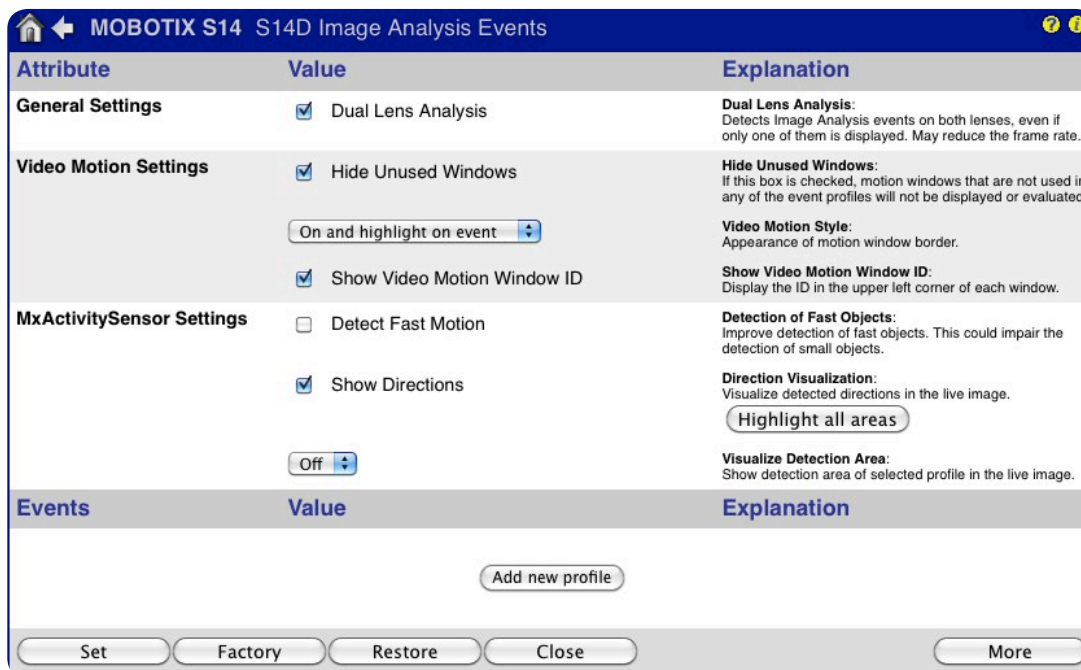 MOBOTIX S14 S14D Image Analysis Events
Attribute Value Explanation
General Settings
Dual Lens Analysis
Dual Lens Analysis:
Detects Image Analysis events on both lenses, even if
only one of them is displayed. May reduce the frame rate.
Video Motion Settings
Hide Unused Windows
Hide Unused Windows:
If this box is checked, motion windows that are not used in
any of the event profiles will not be displayed or evaluated
On and highlight on event
Video Motion Style:
Appearance of motion window border.
Show Video Motion Window ID
Show Video Motion Window ID:
Display the ID in the upper left corner of each window.
MxActivitySensor Settings
Detect Fast Motion
Detection of Fast Objects:
Improve detection of fast objects. This could impair the
detection of small objects.
Show Directions
Direction Visualization:
Visualize detected directions in the live image.
Highlight all areas
Off
Visualize Detection Area:
Show detection area of selected profile in the live image.
Events Value Explanation
Add new profile
Set Factory Restore Close More